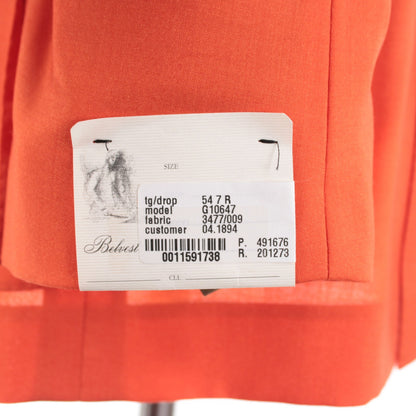 SIZE
tg/drop 54 7 R
model G10647
fabric 3477/009
customer 04.1894
Belvest
P. 491676
R. 201273
0011591738
CLL